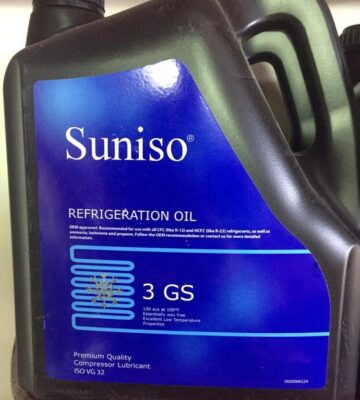 Suniso®
REFRIGERATION OIL
OEM approved. Recommended for use with all CFC (like R-12) and HCFC (like R-22) refrigerants, as well as
ammonia, isobutane and propane. Follow the OEM recommendation or contact us for more detailed
information.
3 GS
150 sus at 100°F
Essentially wax free
Excellent Low Temperature
Properties
Premium Quality
Compressor Lubricant
ISO VG 32